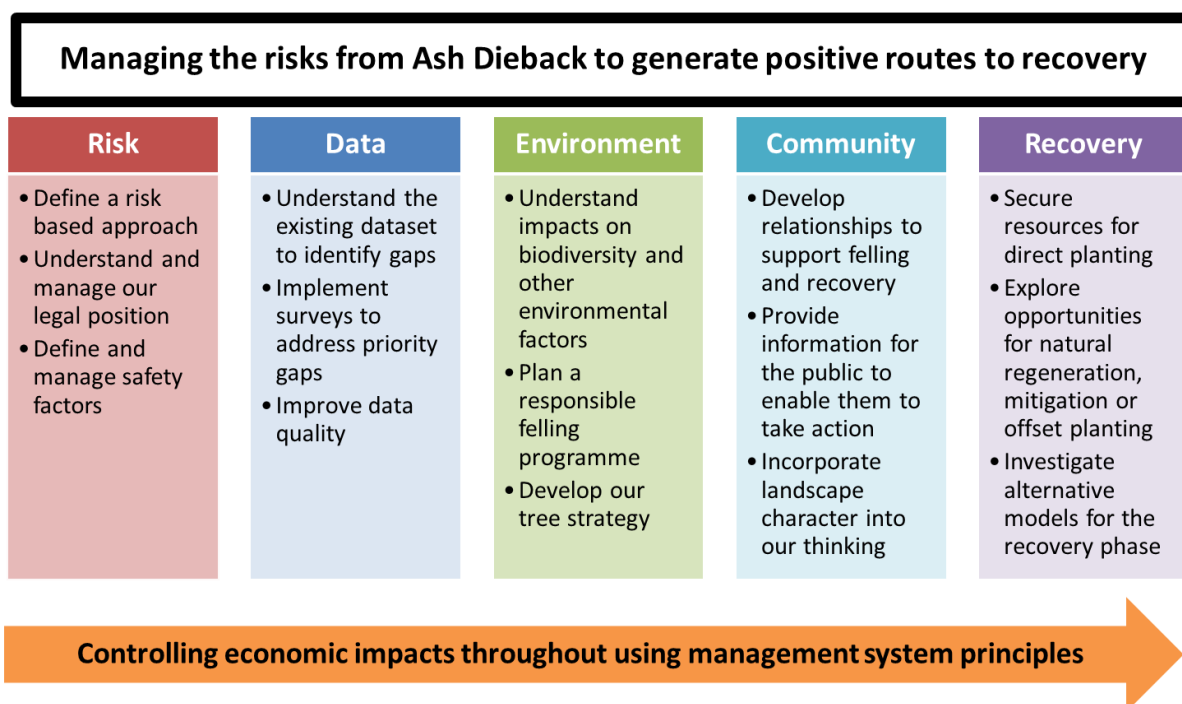 Managing the risks from Ash Dieback to generate positive routes to recovery
Risk
• Define a risk
based approach
• Understand and
manage our
legal position
• Define and
manage safety
factors
Data
• Understand the
existing dataset
to identify gaps
• Implement
surveys to
address priority
gaps
• Improve data
quality
Environment
• Understand
impacts on
biodiversity and
other
environmental
factors
• Plan a
responsible
felling
programme
• Develop our
tree strategy
Community
• Develop
relationships to
support felling
and recovery
• Provide
information for
the public to
enable them to
take action
• Incorporate
landscape
character into
our thinking
Recovery
• Secure
resources for
direct planting
• Explore
opportunities
for natural
regeneration,
mitigation or
offset planting
• Investigate
alternative
models for the
recovery phase
Controlling economic impacts throughout using management system principles